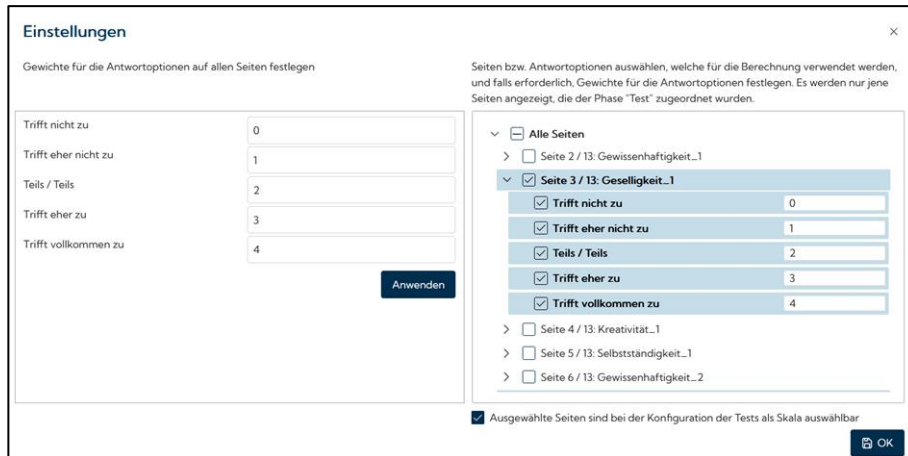 Einstellungen
Gewichte für die Antwortoptionen auf allen Seiten festlegen
Trifft nicht zu 0
Trifft eher nicht zu 1
Teils / Teils 2
Trifft eher zu 3
Trifft vollkommen zu 4
Anwenden
Seiten bzw. Antwortoptionen auswählen, welche für die Berechnung verwendet werden,
und falls erforderlich, Gewichte für die Antwortoptionen festlegen. Es werden nur jene
Seiten angezeigt, die der Phase "Test" zugeordnet wurden.
Alle Seiten
Seite 2 / 13: Gewissenhaftigkeit_1
Seite 3 / 13: Geselligkeit_1
Trifft nicht zu 0
Trifft eher nicht zu 1
Teils / Teils 2
Trifft eher zu 3
Trifft vollkommen zu 4
Seite 4 / 13: Kreativität_1
Seite 5 / 13: Selbstständigkeit_1
Seite 6 / 13: Gewissenhaftigkeit_2
Ausgewählte Seiten sind bei der Konfiguration der Tests als Skala auswählbar
OK